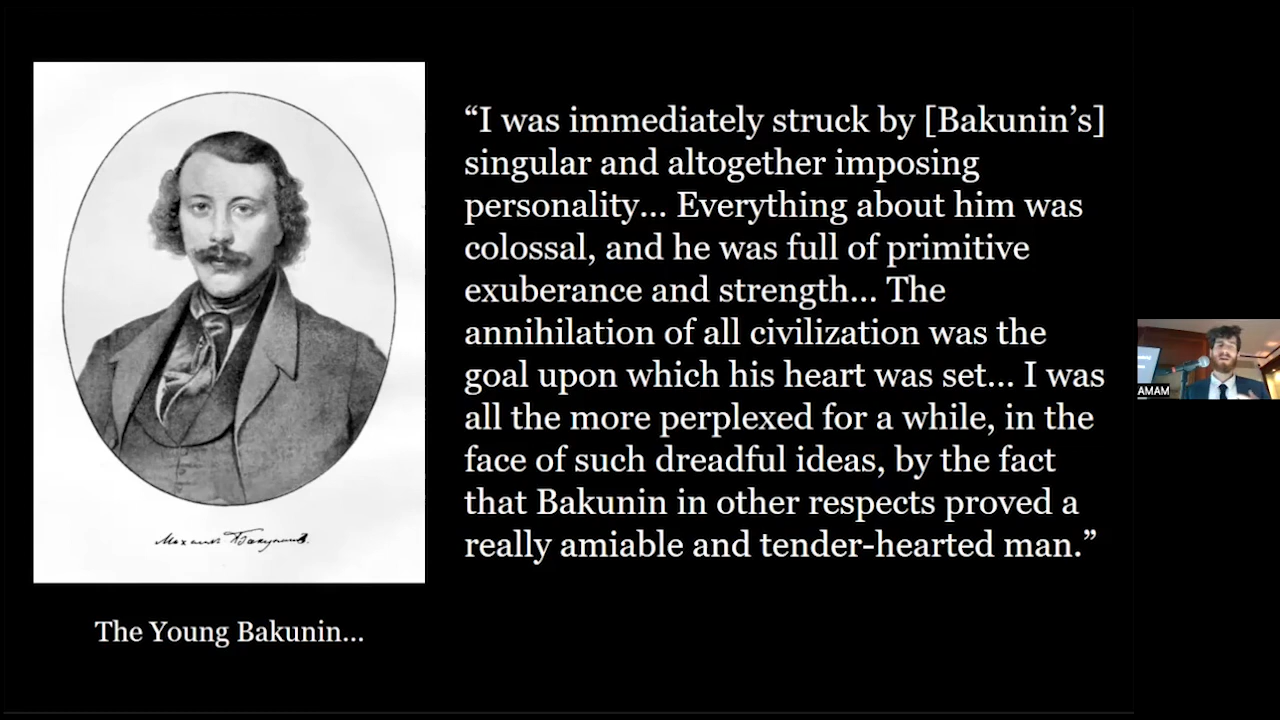 “I was immediately struck by [Bakunin’s]
singular and altogether imposing
personality... Everything about him was
colossal, and he was full of primitive
exuberance and strength... The
annihilation of all civilization was the
goal upon which his heart was set... I was
all the more perplexed for a while, in the
face of such dreadful ideas, by the fact
that Bakunin in other respects proved a
really amiable and tender-hearted man.”
Михаил Бакунин.
The Young Bakunin...
AMAM